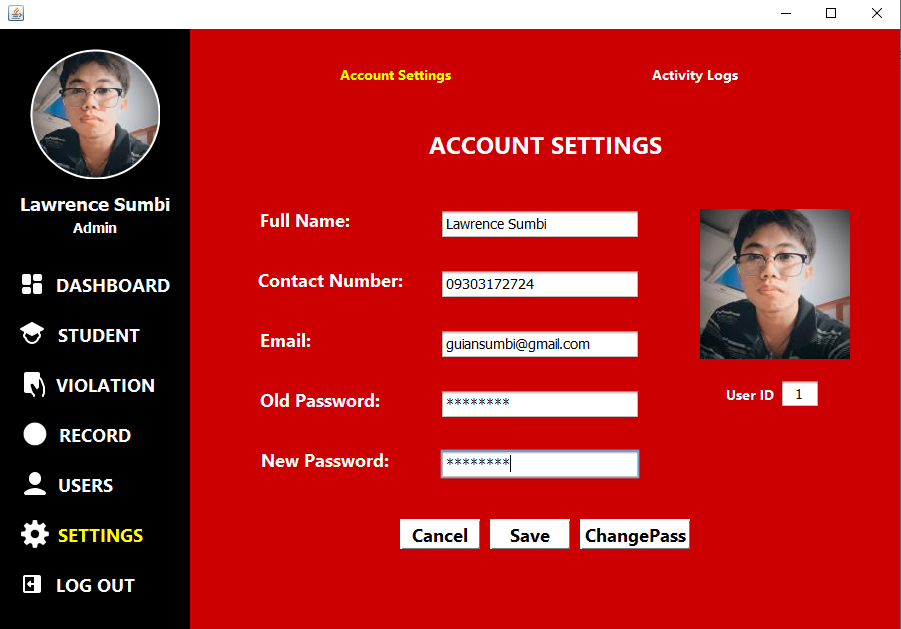 Account Settings
Activity Logs
ACCOUNT SETTINGS
Lawrence Sumbi
Admin
DASHBOARD
STUDENT
VIOLATION
RECORD
USERS
SETTINGS
LOG OUT
Full Name: Lawrence Sumbi
Contact Number: 09303172724
Email: guiansumbi@gmail.com
Old Password: ********
New Password: ********
User ID 1
Cancel Save ChangePass